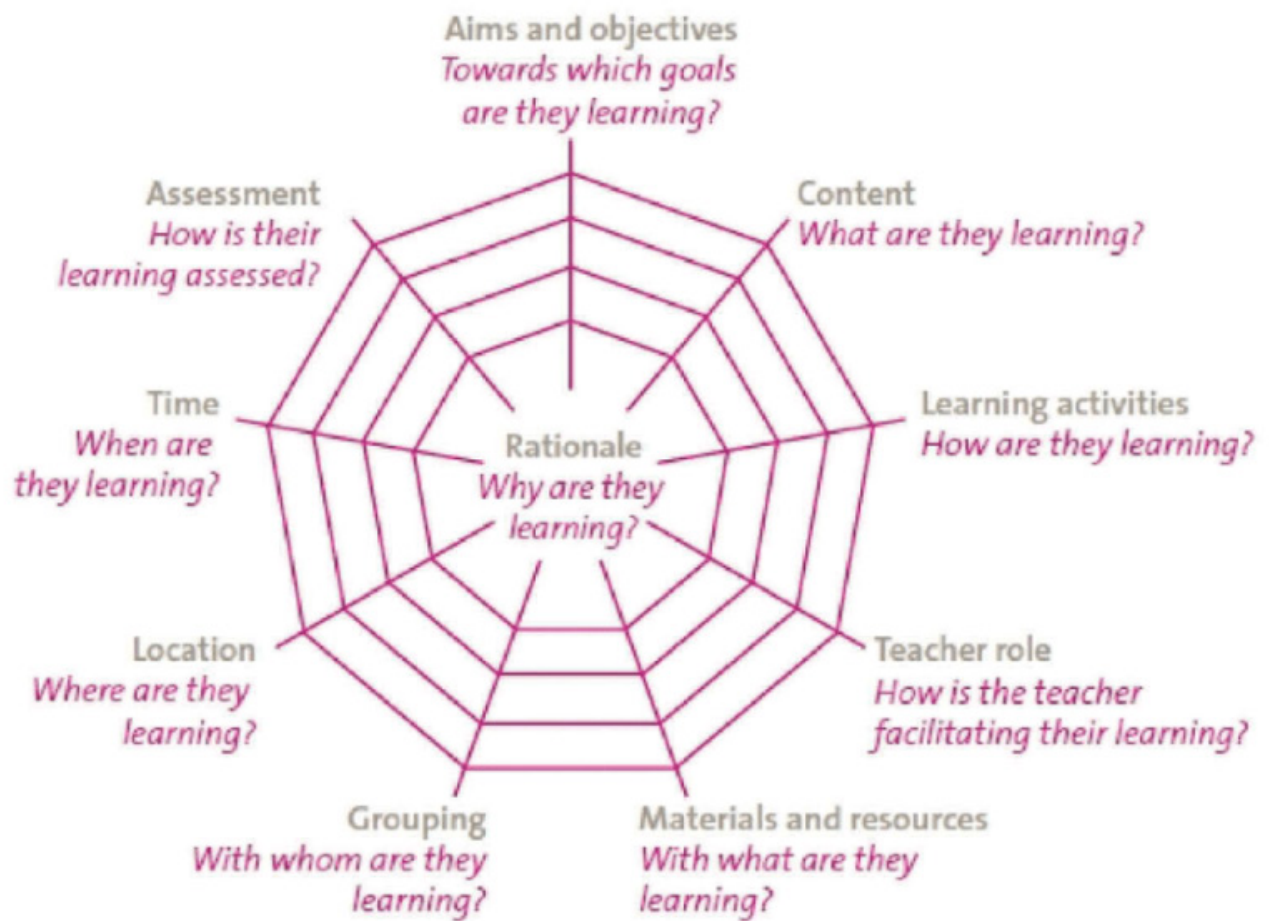 Aims and objectives
Towards which goals
are they learning?
Content
What are they learning?
Learning activities
How are they learning?
Teacher role
How is the teacher
facilitating their learning?
Materials and resources
With what are they
learning?
Grouping
With whom are they
learning?
Location
Where are they
learning?
Time
When are
they learning?
Assessment
How is their
learning assessed?
Rationale
Why are they
learning?